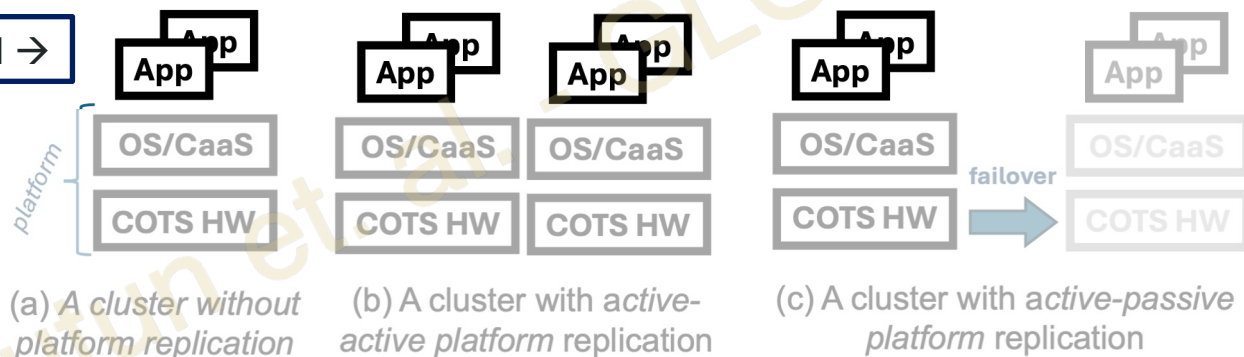 →
App App App App App App App App
platform
OS/CaaS OS/CaaS OS/CaaS OS/CaaS OS/CaaS
failover
COTS HW COTS HW COTS HW COTS HW COTS HW
(a) A cluster without
platform replication
(b) A cluster with active-
active platform replication
(c) A cluster with active-passive
platform replication
et. al. -